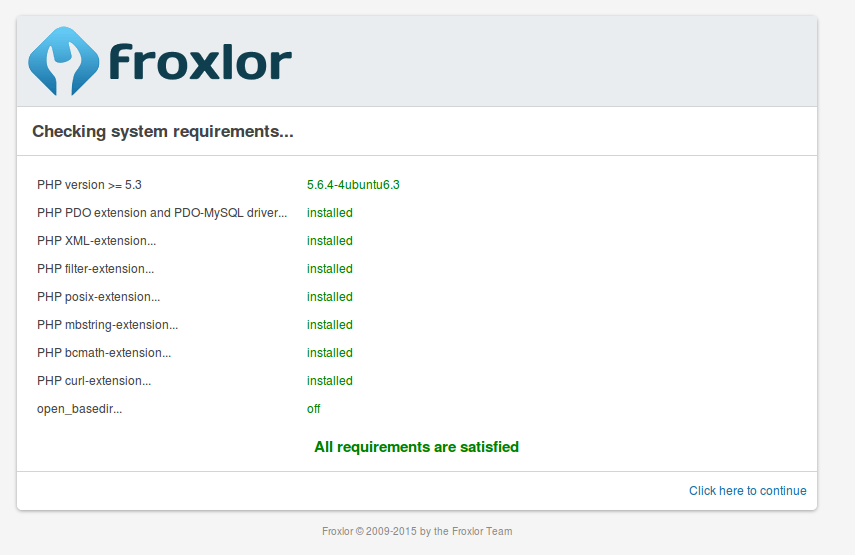 froxlor
Checking system requirements...
PHP version >= 5.3 5.6.4-4ubuntu6.3
PHP PDO extension and PDO-MySQL driver... installed
PHP XML-extension... installed
PHP filter-extension... installed
PHP posix-extension... installed
PHP mbstring-extension... installed
PHP bcmath-extension... installed
PHP curl-extension... installed
open_basedir... off
All requirements are satisfied
Click here to continue
Froxlor © 2009-2015 by the Froxlor Team